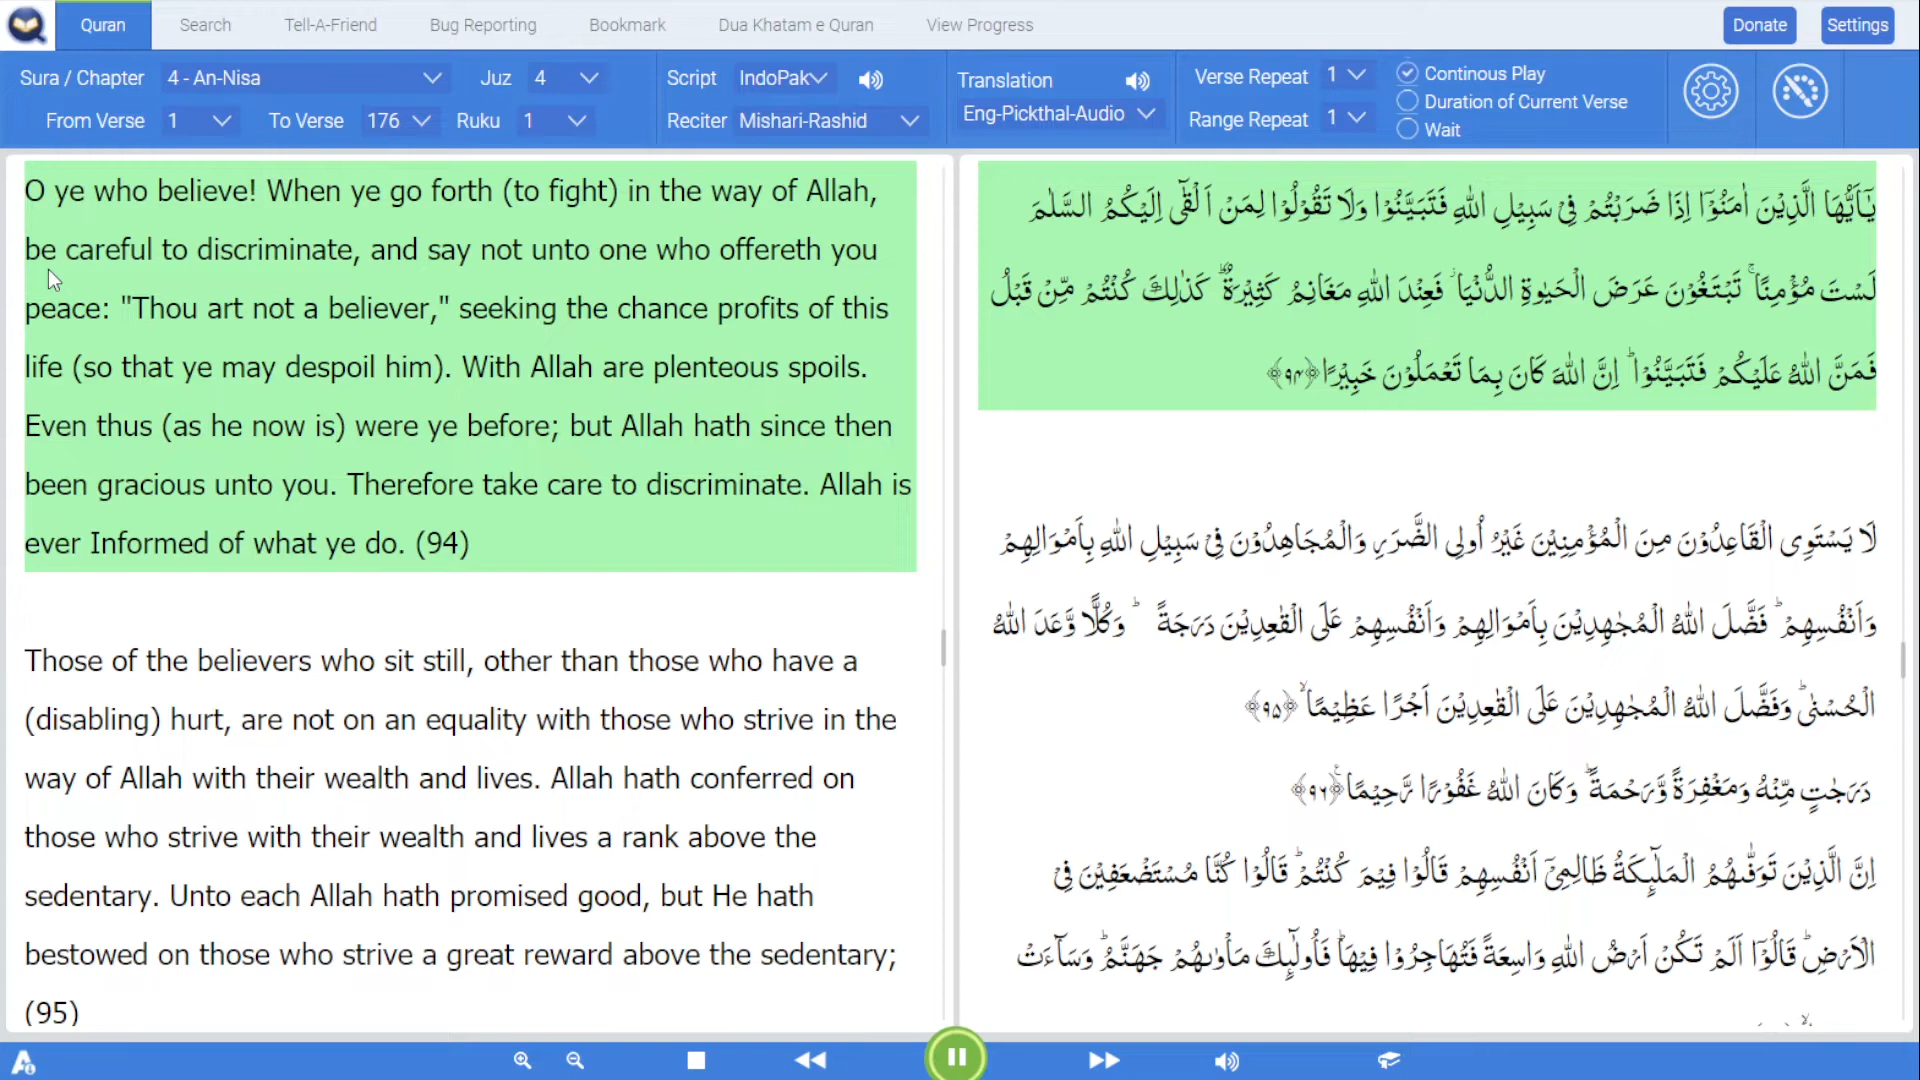 Quran
Search
Tell-A-Friend
Bug Reporting
Bookmark
Dua Khatam e Quran
View Progress
Donate
Settings
Sura / Chapter
4 - An-Nisa
Juz
4
Script
IndoPak
Translation
Verse Repeat
1
Continous Play
Duration of Current Verse
From Verse
1
To Verse
176
Ruku
1
Reciter
Mishari-Rashid
Eng-Pickthal-Audio
Range Repeat
1
Wait
O ye who believe! When ye go forth (to fight) in the way of Allah,
be careful to discriminate, and say not unto one who offereth you
peace: "Thou art not a believer," seeking the chance profits of this
life (so that ye may despoil him). With Allah are plenteous spoils.
Even thus (as he now is) were ye before; but Allah hath since then
been gracious unto you. Therefore take care to discriminate. Allah is
ever Informed of what ye do. (94)
Those of the believers who sit still, other than those who have a
(disabling) hurt, are not on an equality with those who strive in the
way of Allah with their wealth and lives. Allah hath conferred on
those who strive with their wealth and lives a rank above the
sedentary. Unto each Allah hath promised good, but He hath
bestowed on those who strive a great reward above the sedentary;
(95)
يٰۤاَيُّهَا الَّذِيْنَ اٰمَنُوْۤا اِذَا ضَرَبْتُمْ فِىْ سَبِيْلِ اللّٰهِ فَتَبَيَّنُوْا وَلَا تَقُوْلُوْا لِمَنْ اَلْقٰٓى اِلَيْكُمُ السَّلٰمَ
لَسْتَ مُؤْمِنًا‌ ۚ تَبْتَغُوْنَ عَرَضَ الْحَيٰوةِ الدُّنْيَا‌ ۡ فَعِنْدَ اللّٰهِ مَغَانِمُ كَثِيْرَةٌ‌ ؕ كَذٰلِكَ كُنْتُمْ مِّنْ قَبْلُ
فَمَنَّ اللّٰهُ عَلَيْكُمْ فَتَبَيَّنُوْا‌ ؕ اِنَّ اللّٰهَ كَانَ بِمَا تَعْمَلُوْنَ خَبِيْرًا‏ ﴿۹۴﴾
لَا يَسْتَوِى الْقَاعِدُوْنَ مِنَ الْمُؤْمِنِيْنَ غَيْرُ اُولِى الضَّرَرِ وَالْمُجَاهِدُوْنَ فِىْ سَبِيْلِ اللّٰهِ بِاَمْوَالِهِمْ
وَاَنْفُسِهِمْ‌ ؕ فَضَّلَ اللّٰهُ الْمُجٰهِدِيْنَ بِاَمْوَالِهِمْ وَاَنْفُسِهِمْ عَلَى الْقٰعِدِيْنَ دَرَجَةً‌ ؕ وَكُلًّا وَّعَدَ اللّٰهُ
الْحُسْنٰى‌ؕ وَفَضَّلَ اللّٰهُ الْمُجٰهِدِيْنَ عَلَى الْقٰعِدِيْنَ اَجْرًا عَظِيْمًا ۙ‏ ﴿۹۵﴾
دَرَجٰتٍ مِّنْهُ وَمَغْفِرَةً وَّرَحْمَةً‌ ؕ وَكَانَ اللّٰهُ غَفُوْرًا رَّحِيْمًا‏ ﴿۹۶﴾
اِنَّ الَّذِيْنَ تَوَفّٰٮهُمُ الْمَلٰٓٮِٕكَةُ ظَالِمِىْۤ اَنْفُسِهِمْ قَالُوْا فِيْمَ كُنْتُمْ‌ؕ قَالُوْا كُنَّا مُسْتَضْعَفِيْنَ فِىْ
الْاَرْضِ‌ؕ قَالُوْۤا اَلَمْ تَكُنْ اَرْضُ اللّٰهِ وَاسِعَةً فَتُهَاجِرُوْا فِيْهَا‌ؕ فَاُولٰٓٮِٕكَ مَاْوٰٮهُمْ جَهَنَّمُ‌ؕ وَسَآءَتْ